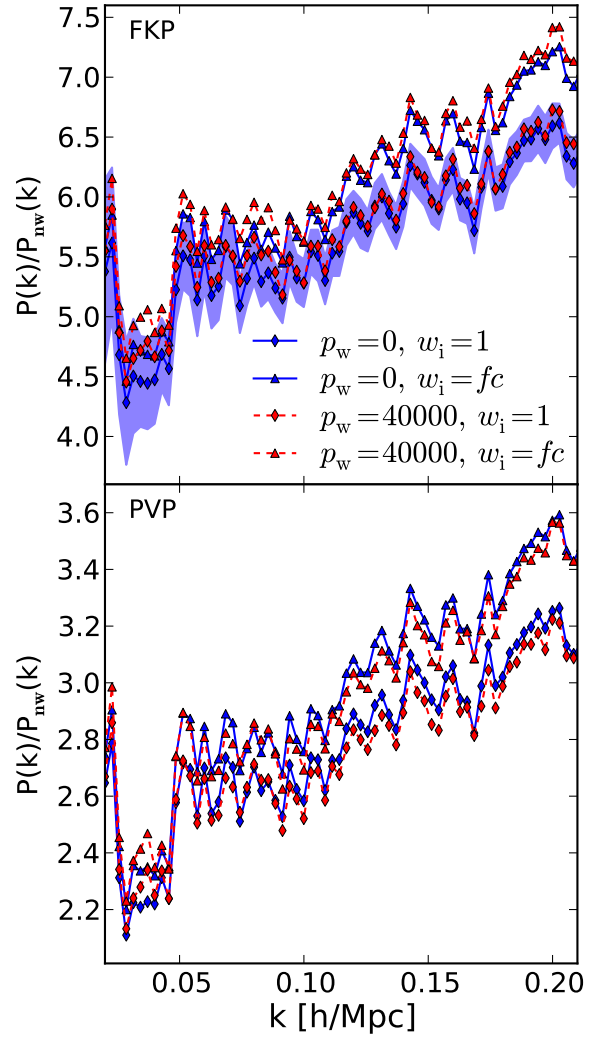 7.5
FKP
7.0
6.5
6.0
5.5
5.0
4.5
4.0
P(k)/P_nw(k)
p_w=0, w_i=1
p_w=0, w_i=fc
p_w=40000, w_i=1
p_w=40000, w_i=fc
PVP
3.6
3.4
3.2
3.0
2.8
2.6
2.4
2.2
P(k)/P_nw(k)
0.05 0.10 0.15 0.20
k [h/Mpc]